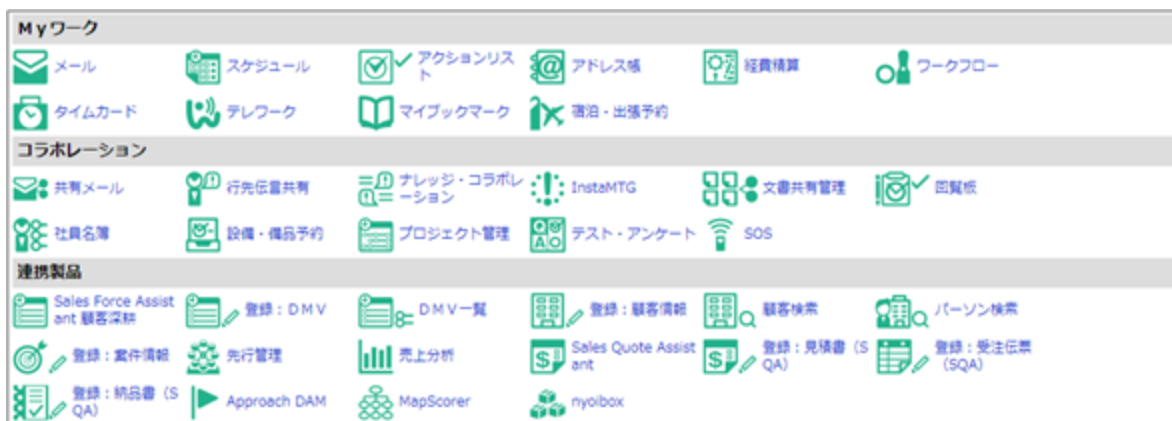 Myワーク
メール
スケジュール
アクションリス
ト
アドレス帳
経費精算
ワークフロー
タイムカード
テレワーク
マイブックマーク
宿泊・出張予約
コラボレーション
共有メール
行先伝言共有
ナレッジ・コラボレ
ーション
InstaMTG
文書共有管理
回覧板
社員名簿
設備・備品予約
プロジェクト管理
テスト・アンケート
SOS
連携製品
Sales Force Assist
ant 顧客深耕
登録：DMV
DMV一覧
登録：顧客情報
顧客検索
パーソン検索
登録：案件情報
先行管理
売上分析
Sales Quote Assist
ant
登録：見積書（S
QA）
登録：受注伝票
（SQA）
登録：納品書（S
QA）
Approach DAM
MapScorer
nyoibox